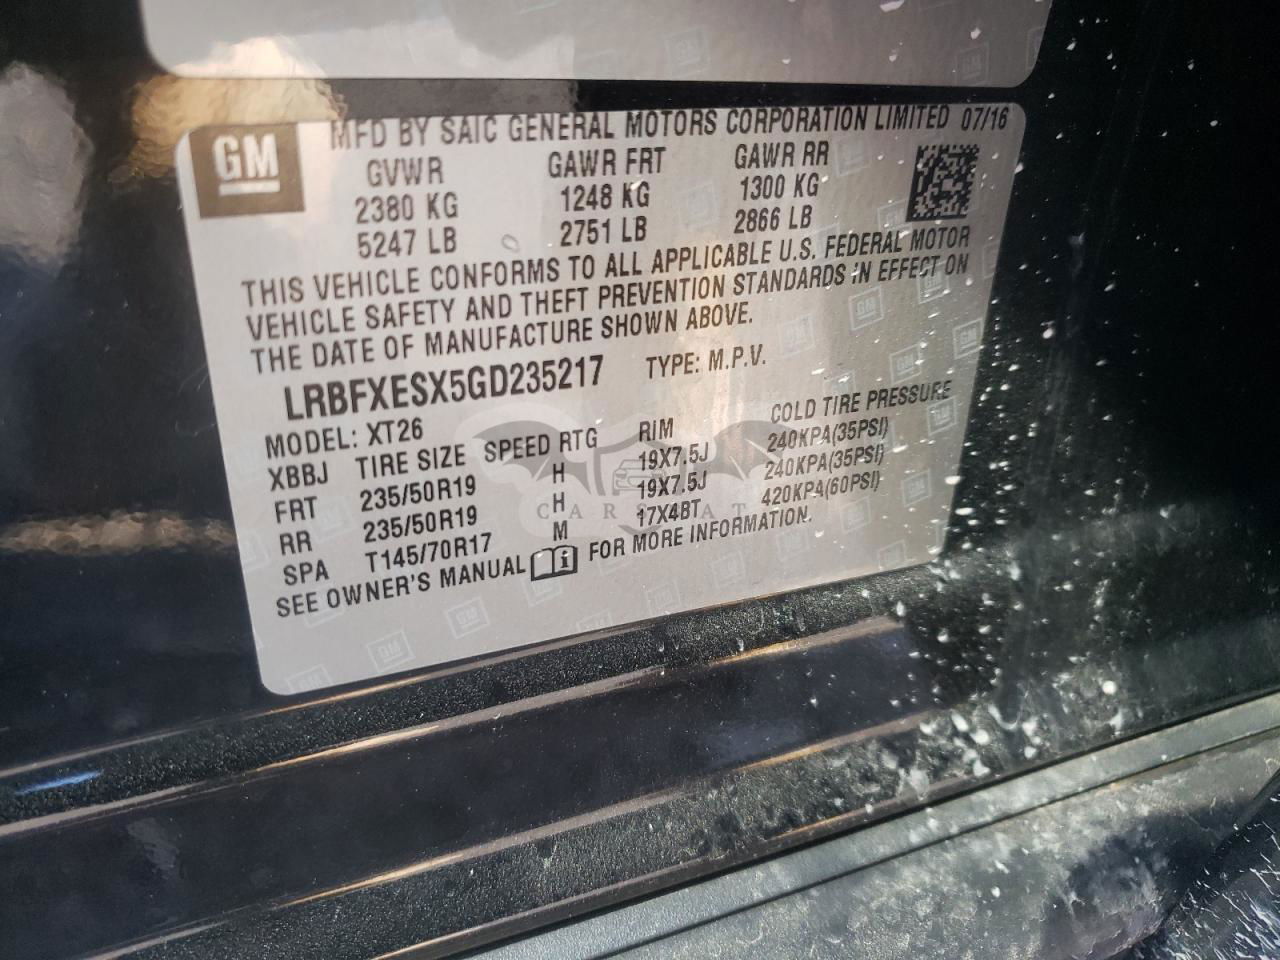 GM
MFD BY SAIC GENERAL MOTORS CORPORATION LIMITED 07/16
GVWR GAWR FRT GAWR RR
2380 KG 1248 KG 1300 KG
5247 LB 2751 LB 2866 LB
THIS VEHICLE CONFORMS TO ALL APPLICABLE U.S. FEDERAL MOTOR
VEHICLE SAFETY AND THEFT PREVENTION STANDARDS IN EFFECT ON
THE DATE OF MANUFACTURE SHOWN ABOVE.
LRBFXESX5GD235217 TYPE: M.P.V.
MODEL: XT26
XBBJ TIRE SIZE SPEED RTG RIM COLD TIRE PRESSURE
FRT 235/50R19 H 19X7.5J 240KPA(35PSI)
RR 235/50R19 H 19X7.5J 240KPA(35PSI)
SPA T145/70R17 M 17X4BT 420KPA(60PSI)
SEE OWNER'S MANUAL i FOR MORE INFORMATION.